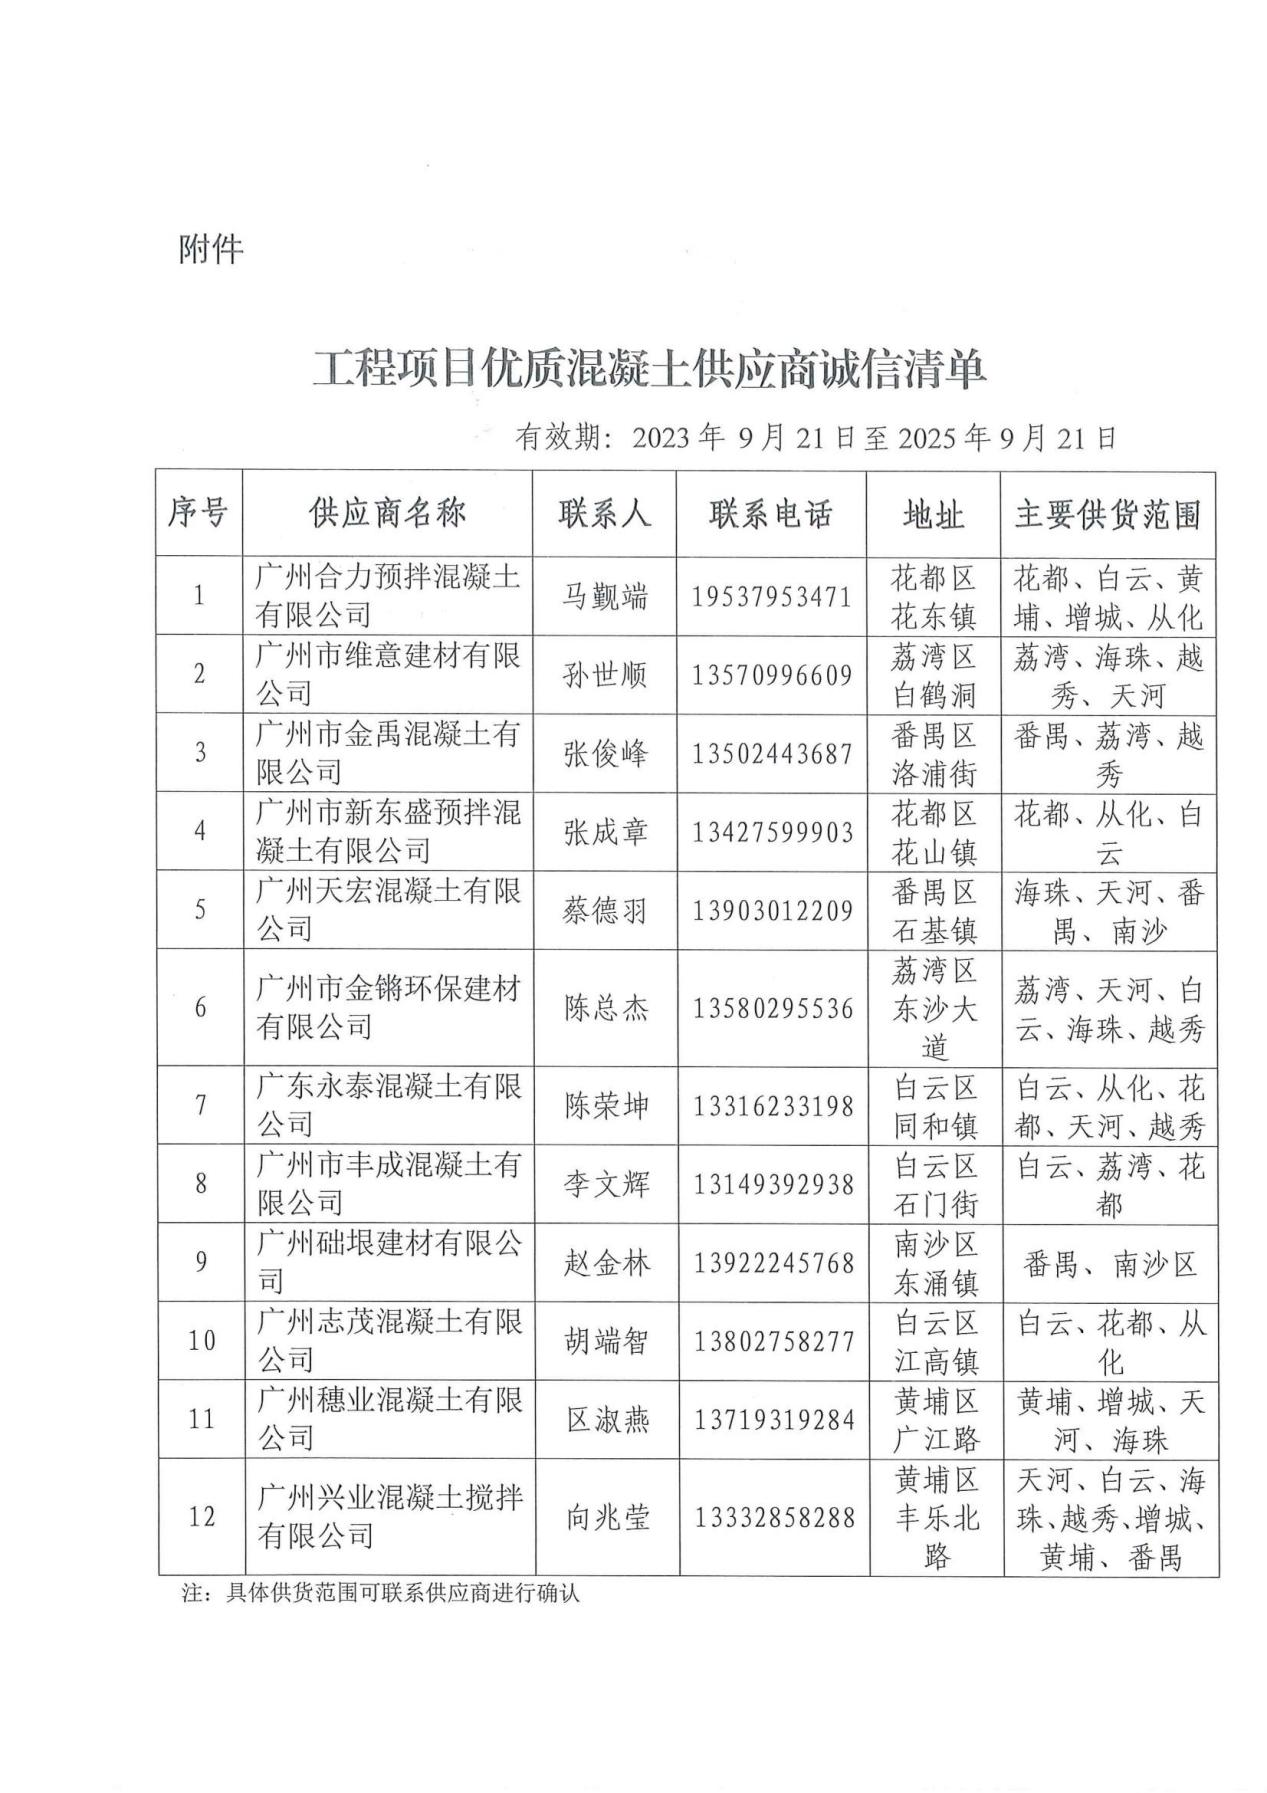 附件
工程项目优质混凝土供应商诚信清单
有效期：2023年9月21日至2025年9月21日
序号 供应商名称 联系人 联系电话 地址 主要供货范围
1 广州合力预拌混凝土有限公司 马觐端 19537953471 花都区花东镇 花都、白云、黄埔、增城、从化
2 广州市维意建材有限公司 孙世顺 13570996609 荔湾区白鹤洞 荔湾、海珠、越秀、天河
3 广州市金禹混凝土有限公司 张俊峰 13502443687 番禺区洛浦街 番禺、荔湾、越秀
4 广州市新东盛预拌混凝土有限公司 张成章 13427599903 花都区花山镇 花都、从化、白云
5 广州天宏混凝土有限公司 蔡德羽 13903012209 番禺区石基镇 海珠、天河、番禺、南沙
6 广州市金锵环保建材有限公司 陈总杰 13580295536 荔湾区东沙大道 荔湾、天河、白云、海珠、越秀
7 广东永泰混凝土有限公司 陈荣坤 13316233198 白云区同和镇 白云、从化、花都、天河、越秀
8 广州市丰成混凝土有限公司 李文辉 13149392938 白云区石门街 白云、荔湾、花都
9 广州础垠建材有限公司 赵金林 13922245768 南沙区东涌镇 番禺、南沙区
10 广州志茂混凝土有限公司 胡端智 13802758277 白云区江高镇 白云、花都、从化
11 广州穗业混凝土有限公司 区淑燕 13719319284 黄埔区广江路 黄埔、增城、天河、海珠
12 广州兴业混凝土搅拌有限公司 向兆莹 13332858288 黄埔区丰乐北路 天河、白云、海珠、越秀、增城、黄埔、番禺
注：具体供货范围可联系供应商进行确认